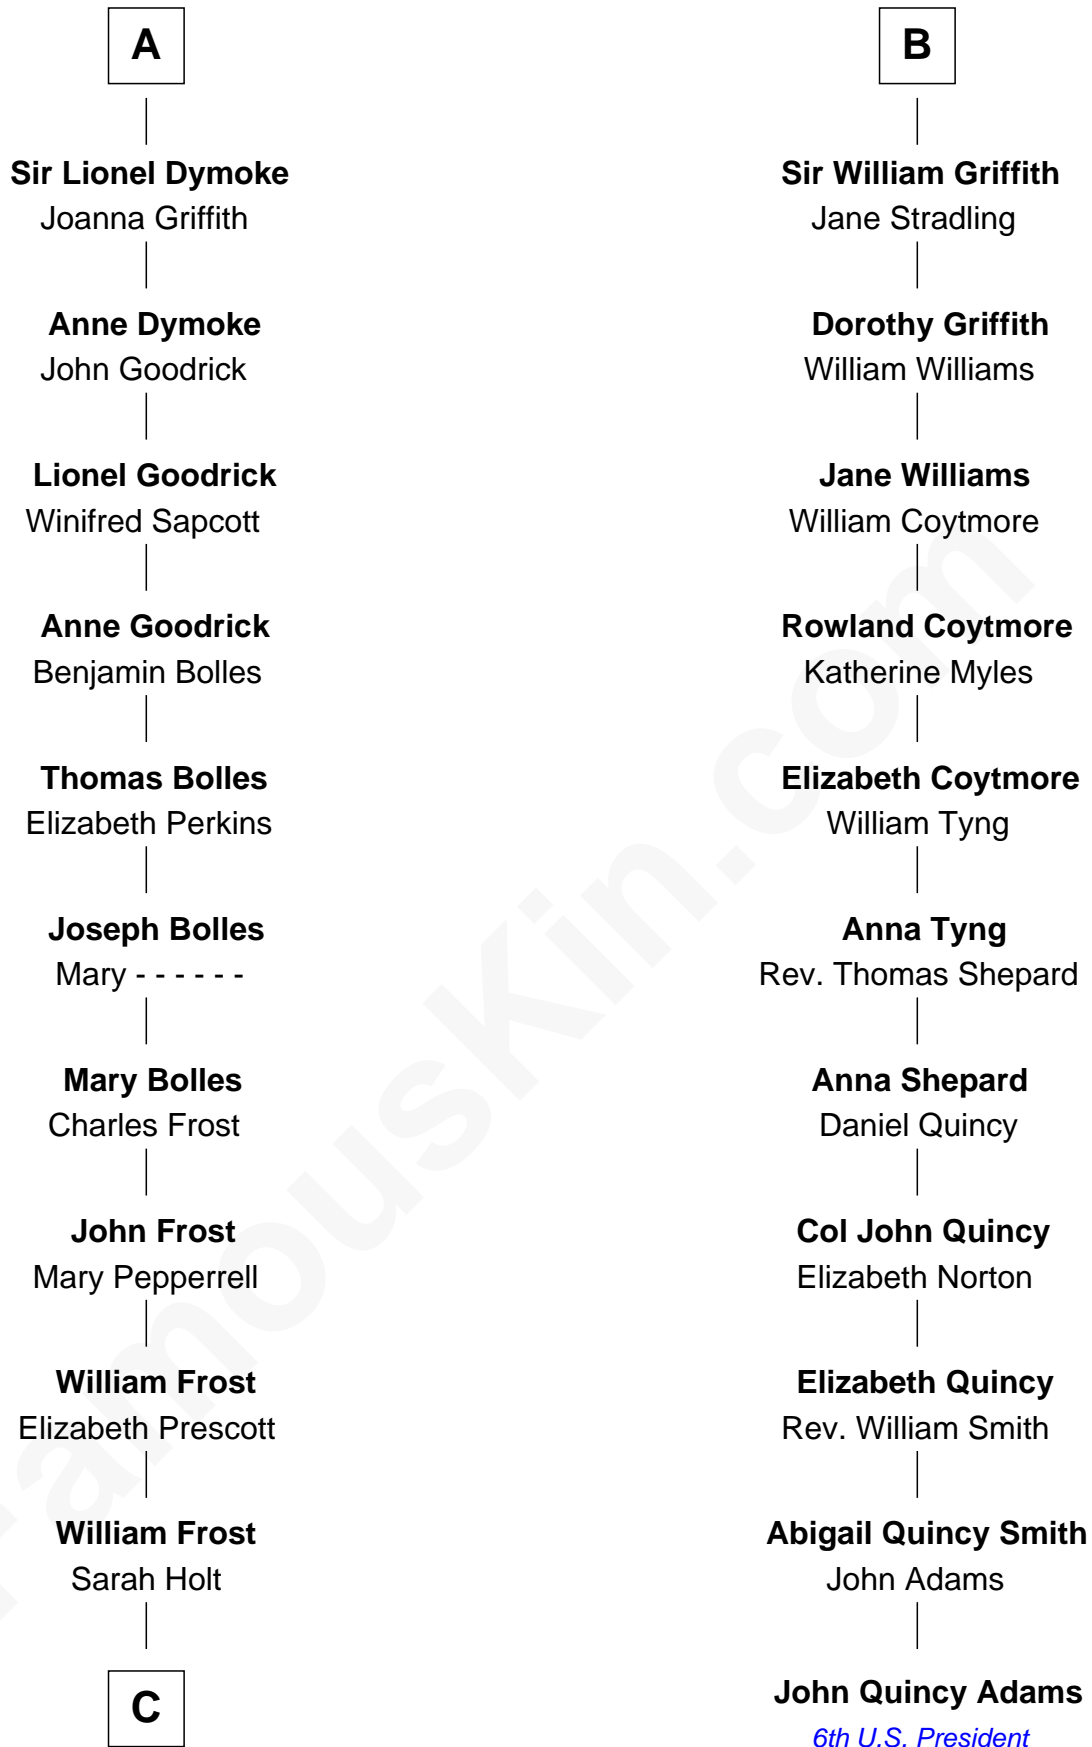 A
Sir Lionel Dymoke
Joanna Griffith
Anne Dymoke
John Goodrick
Lionel Goodrick
Winifred Sapcott
Anne Goodrick
Benjamin Bolles
Thomas Bolles
Elizabeth Perkins
Joseph Bolles
Mary - - - - - -
Mary Bolles
Charles Frost
John Frost
Mary Pepperrell
William Frost
Elizabeth Prescott
William Frost
Sarah Holt
C
B
Sir William Griffith
Jane Stradling
Dorothy Griffith
William Williams
Jane Williams
William Coytmore
Rowland Coytmore
Katherine Myles
Elizabeth Coytmore
William Tyng
Anna Tyng
Rev. Thomas Shepard
Anna Shepard
Daniel Quincy
Col John Quincy
Elizabeth Norton
Elizabeth Quincy
Rev. William Smith
Abigail Quincy Smith
John Adams
John Quincy Adams
6th U.S. President
FamousKin.com